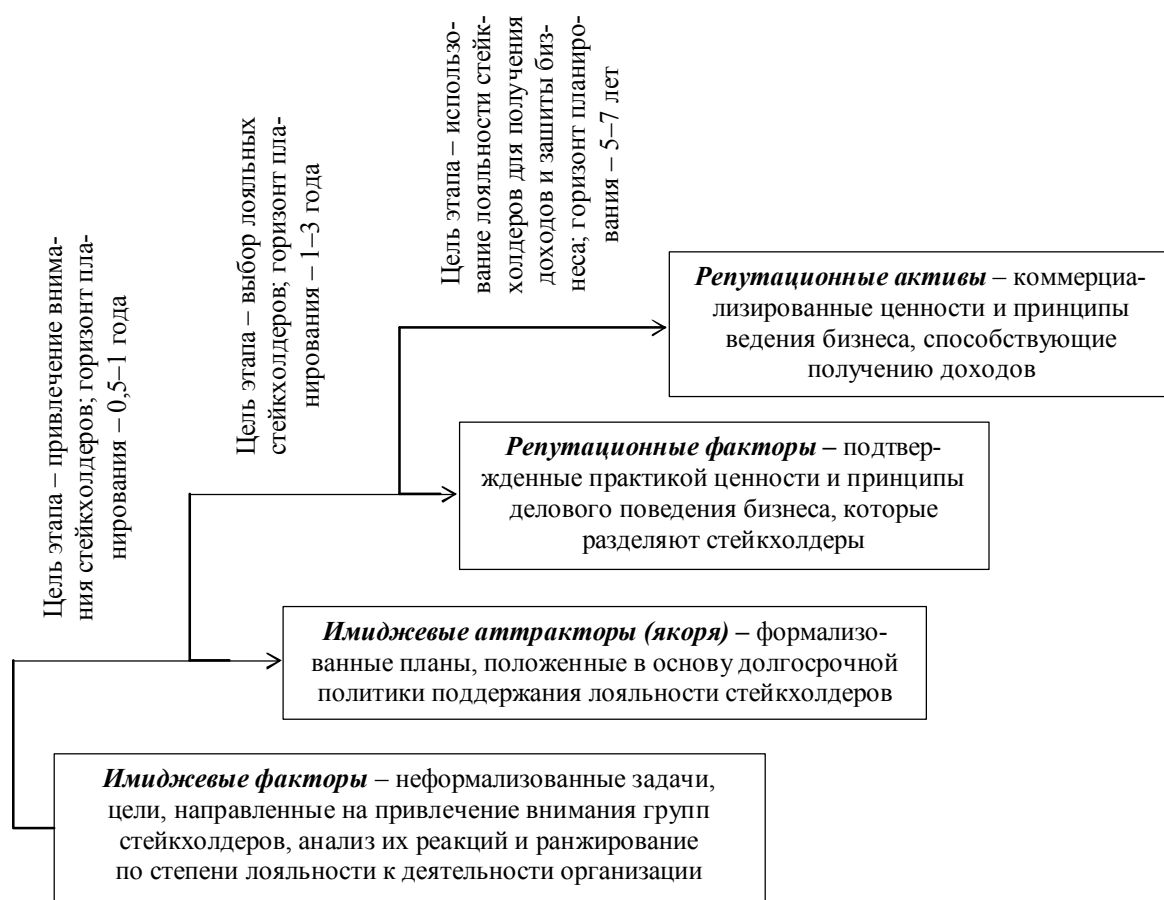 Цель этапа – привлечение внима-
ния стейкхолдеров; горизонт пла-
нирования – 0,5–1 года
Цель этапа – выбор лояльных
стейкхолдеров; горизонт пла-
нирования – 1–3 года
Цель этапа – использо-
вание лояльности стейк-
холдеров для получения
доходов и зашиты биз-
неса; горизонт планиро-
вания – 5–7 лет
Репутационные активы – коммерциа-
лизированные ценности и принципы
ведения бизнеса, способствующие
получению доходов
Репутационные факторы – подтвер-
жденные практикой ценности и принципы
делового поведения бизнеса, которые
разделяют стейкхолдеры
Имиджевые аттракторы (якоря) – формализо-
ванные планы, положенные в основу долгосрочной
политики поддержания лояльности стейкхолдеров
Имиджевые факторы – неформализованные задачи,
цели, направленные на привлечение внимания групп
стейкхолдеров, анализ их реакций и ранжирование
по степени лояльности к деятельности организации